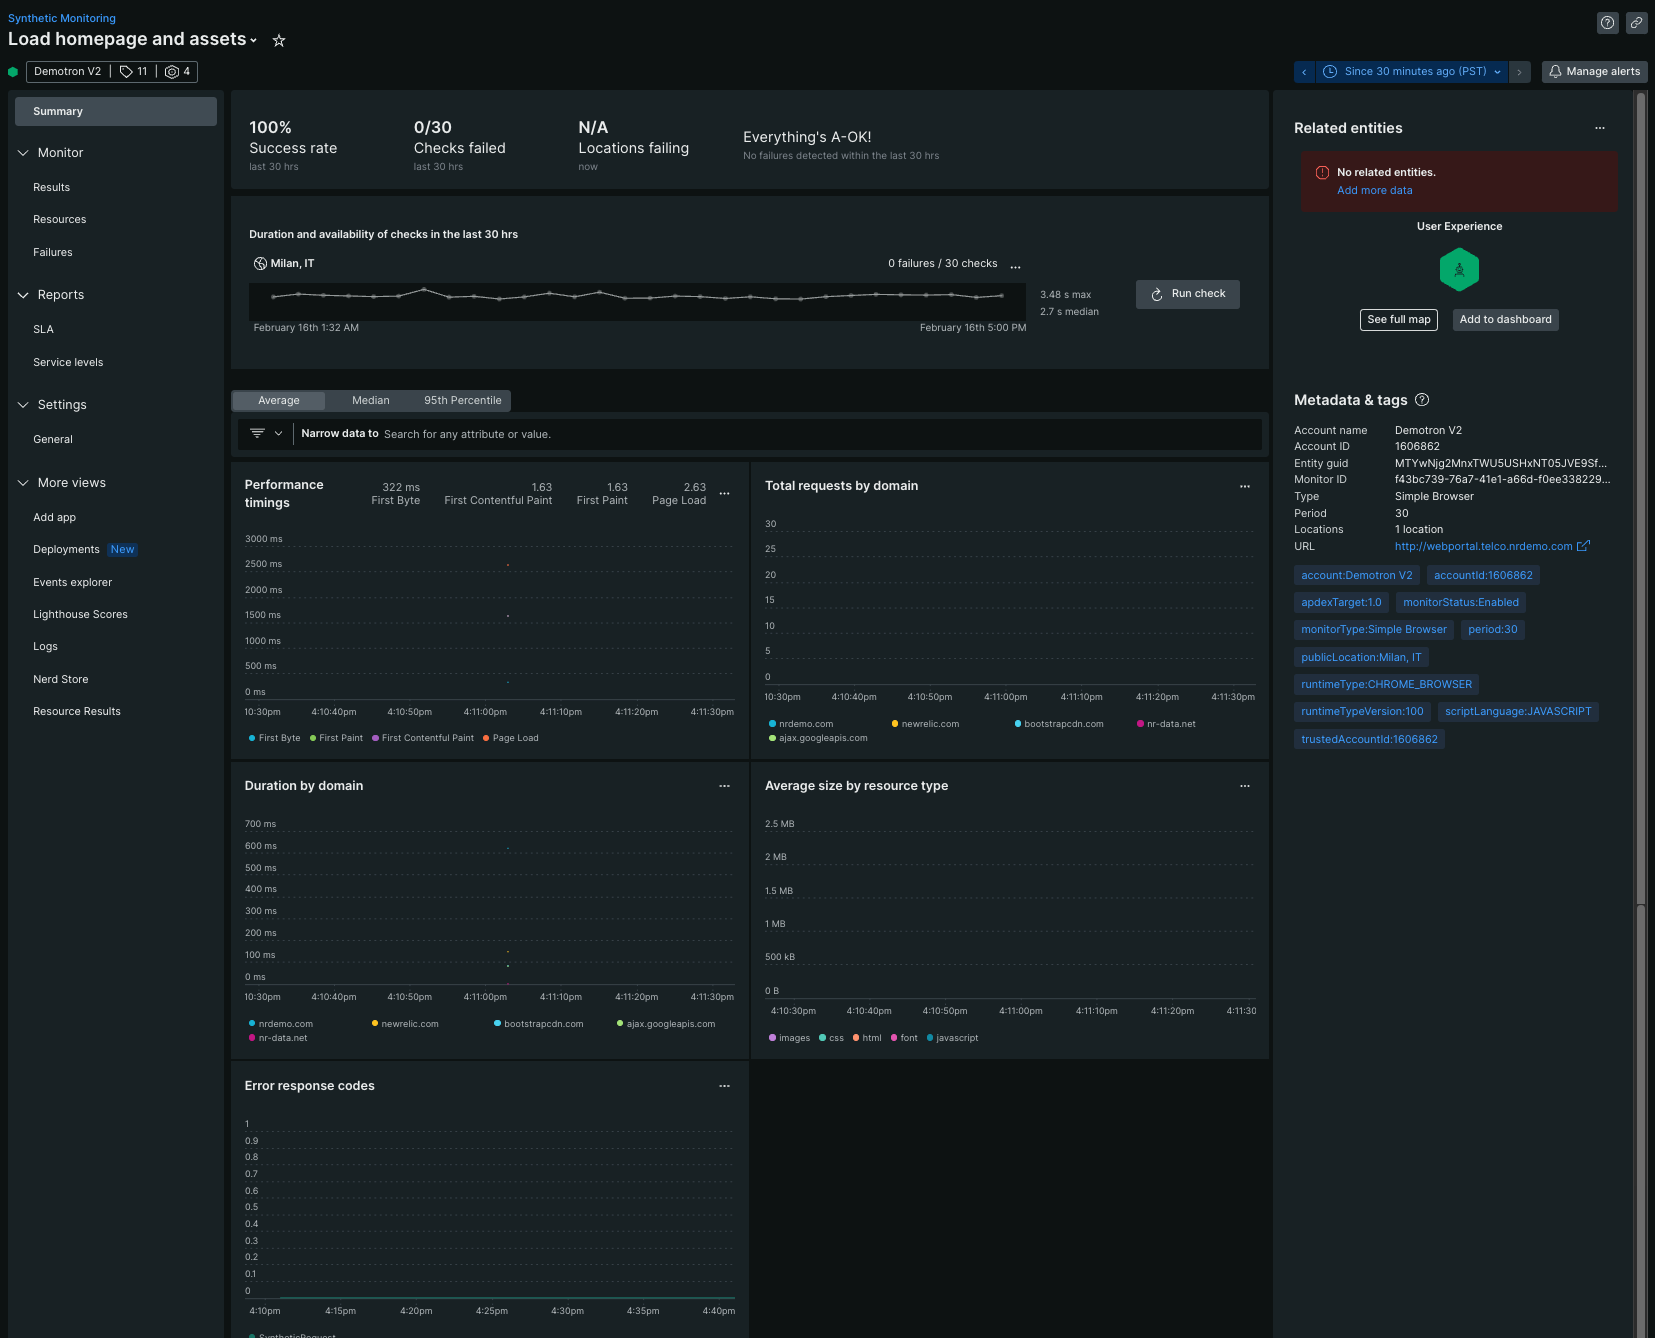 Synthetic Monitoring
Load homepage and assets
Demotron V2 | 11 | 4
Since 30 minutes ago (PST)
Manage alerts
Summary
Monitor
Results
Resources
Failures
Reports
SLA
Service levels
Settings
General
More views
Add app
Deployments New
Events explorer
Lighthouse Scores
Logs
Nerd Store
Resource Results
100%
Success rate
last 30 hrs
0/30
Checks failed
last 30 hrs
N/A
Locations failing
now
Everything's A-OK!
No failures detected within the last 30 hrs
Duration and availability of checks in the last 30 hrs
Milan, IT
0 failures / 30 checks
...
3.48 s max
2.7 s median
Run check
February 16th 1:32 AM
February 16th 5:00 PM
Average
Median
95th Percentile
Narrow data to Search for any attribute or value.
Performance timings
322 ms
First Byte
1.63
First Contentful Paint
1.63
First Paint
2.63
Page Load
...
3000 ms
2500 ms
2000 ms
1500 ms
1000 ms
500 ms
0 ms
10:30pm 4:10:40pm 4:10:50pm 4:11:00pm 4:11:10pm 4:11:20pm 4:11:30pm
First Byte First Paint First Contentful Paint Page Load
Total requests by domain
...
30
25
20
15
10
5
0
10:30pm 4:10:40pm 4:10:50pm 4:11:00pm 4:11:10pm 4:11:20pm 4:11:30pm
nrdemo.com newrelic.com bootstrapcdn.com nr-data.net
ajax.googleapis.com
Duration by domain
...
700 ms
600 ms
500 ms
400 ms
300 ms
200 ms
100 ms
0 ms
10:30pm 4:10:40pm 4:10:50pm 4:11:00pm 4:11:10pm 4:11:20pm 4:11:30pm
nrdemo.com newrelic.com bootstrapcdn.com ajax.googleapis.com
nr-data.net
Average size by resource type
...
2.5 MB
2 MB
1.5 MB
1 MB
500 kB
0 B
4:10:30pm 4:10:40pm 4:10:50pm 4:11:00pm 4:11:10pm 4:11:20pm 4:11:30
images css html font javascript
Error response codes
...
1
0.9
0.8
0.7
0.6
0.5
0.4
0.3
0.2
0.1
0
4:10pm 4:15pm 4:20pm 4:25pm 4:30pm 4:35pm 4:40pm
SyntheticRequest
Related entities
...
No related entities.
Add more data
User Experience
See full map
Add to dashboard
Metadata & tags
Account name Demotron V2
Account ID 1606862
Entity guid MTYwNjg2MnxTWU5USHxNT05JVE9Sf...
Monitor ID f43bc739-76a7-41e1-a66d-f0ee338229...
Type Simple Browser
Period 30
Locations 1 location
URL http://webportal.telco.nrdemo.com
account:Demotron V2 accountId:1606862
apdexTarget:1.0 monitorStatus:Enabled
monitorType:Simple Browser period:30
publicLocation:Milan, IT
runtimeType:CHROME_BROWSER
runtimeTypeVersion:100 scriptLanguage:JAVASCRIPT
trustedAccountId:1606862